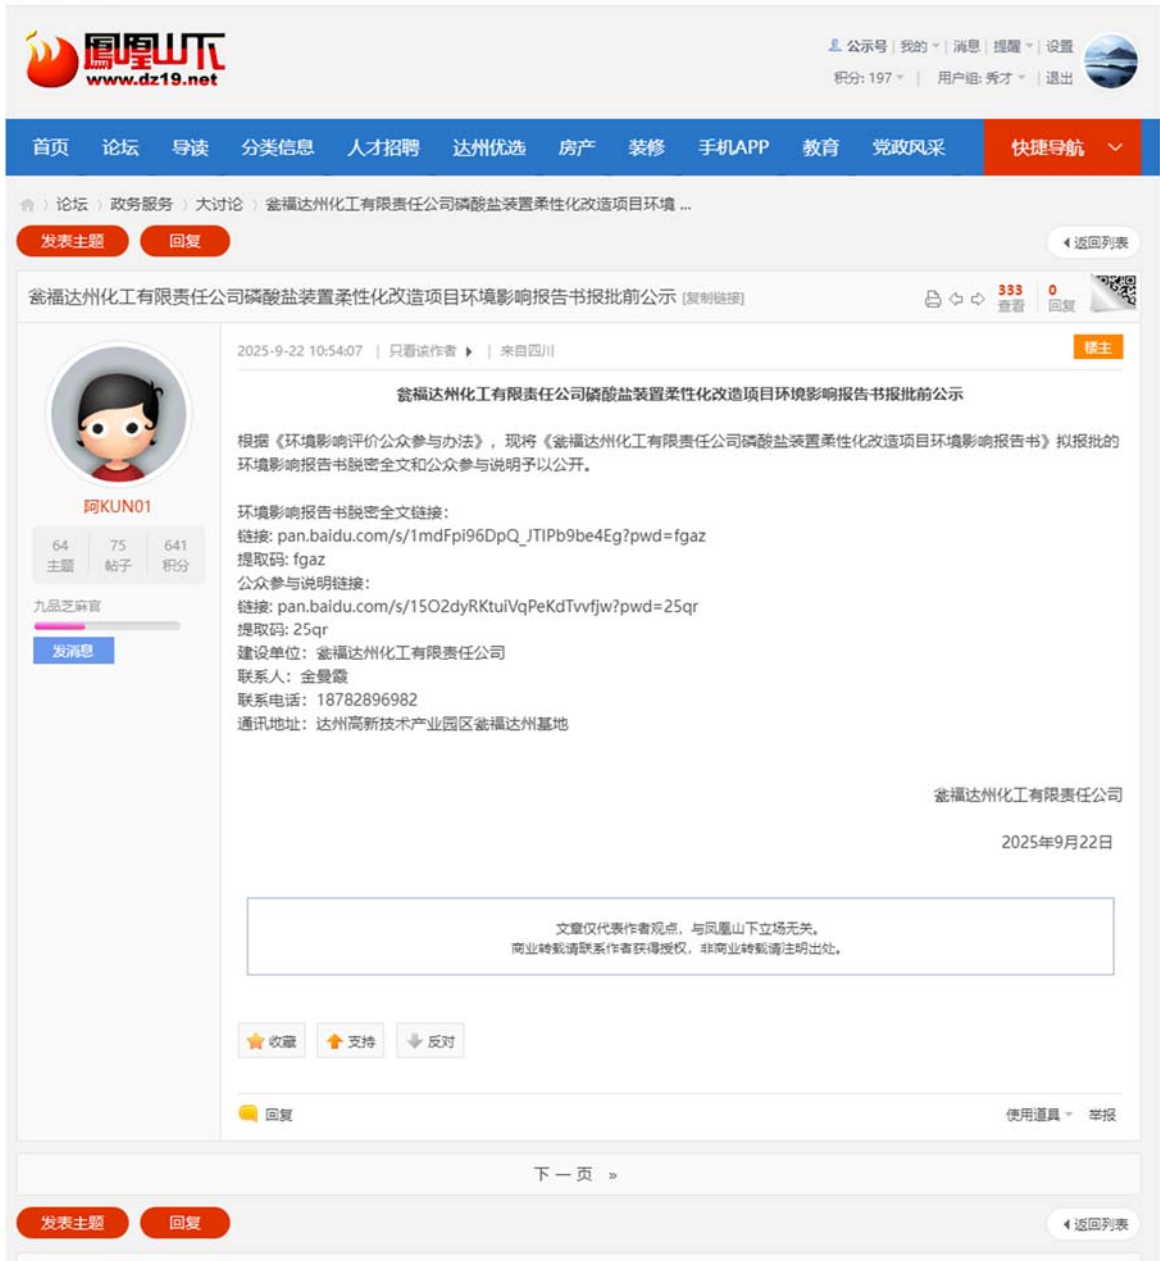 鳳凰山下
www.dz19.net
公示号 | 我的 | 消息 | 提醒 | 设置
积分: 197 | 用户组: 秀才 | 退出
首页 论坛 导读 分类信息 人才招聘 达州优选 房产 装修 手机APP 教育 党政风采 快捷导航
论坛 › 政务服务 › 大讨论 › 瓮福达州化工有限责任公司磷酸盐装置柔性化改造项目环境 ...
发表主题 回复 返回列表
瓮福达州化工有限责任公司磷酸盐装置柔性化改造项目环境影响报告书报批前公示 [复制链接]
333 查看 0 回复
2025-9-22 10:54:07 | 只看该作者 | 来自四川 楼主
阿KUN01
64 75 641
主题 帖子 积分
九品芝麻官
发消息
瓮福达州化工有限责任公司磷酸盐装置柔性化改造项目环境影响报告书报批前公示
根据《环境影响评价公众参与办法》，现将《瓮福达州化工有限责任公司磷酸盐装置柔性化改造项目环境影响报告书》拟报批的
环境影响报告书脱密全文和公众参与说明予以公开。
环境影响报告书脱密全文链接：
链接: pan.baidu.com/s/1mdFpi96DpQ_JTIPb9be4Eg?pwd=fgaz
提取码: fgaz
公众参与说明链接：
链接: pan.baidu.com/s/15O2dyRKtuiVqPeKdTvvfjw?pwd=25qr
提取码: 25qr
建设单位：瓮福达州化工有限责任公司
联系人：金曼霞
联系电话：18782896982
通讯地址：达州高新技术产业园区瓮福达州基地
瓮福达州化工有限责任公司
2025年9月22日
文章仅代表作者观点，与凤凰山下立场无关。
商业转载请联系作者获得授权，非商业转载请注明出处。
收藏 支持 反对
回复 使用道具 举报
下一页 »
发表主题 回复 返回列表